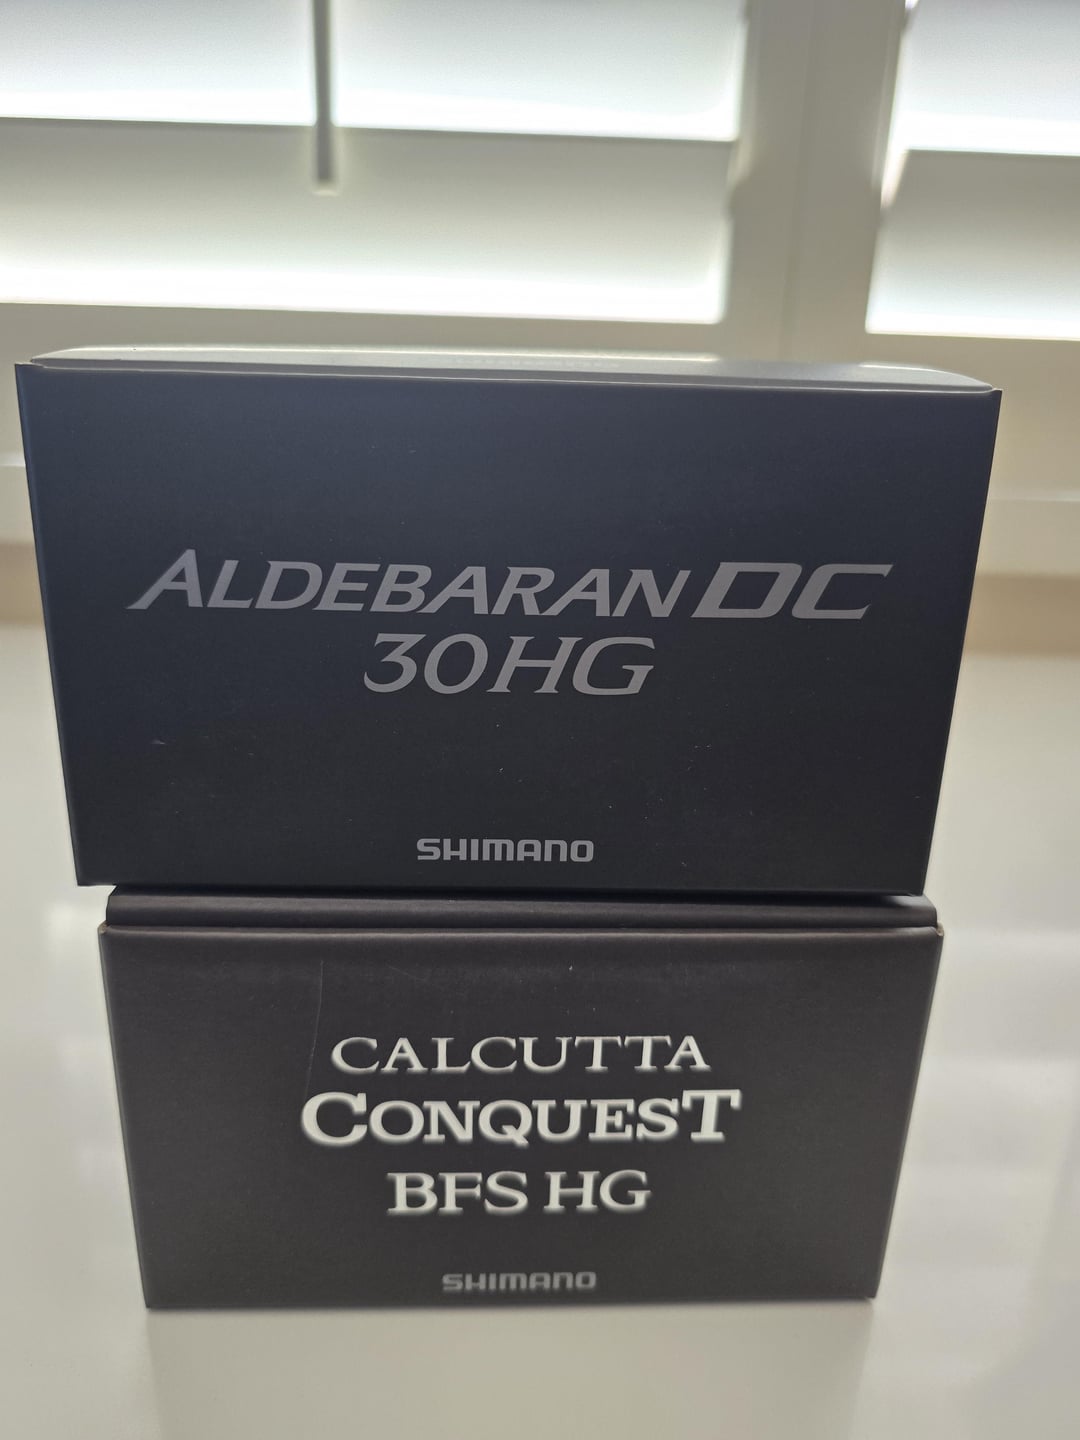 ALDEBARAN DC
30HG
SHIMANO
CALCUTTA
CONQUEST
BFS HG
SHIMANO